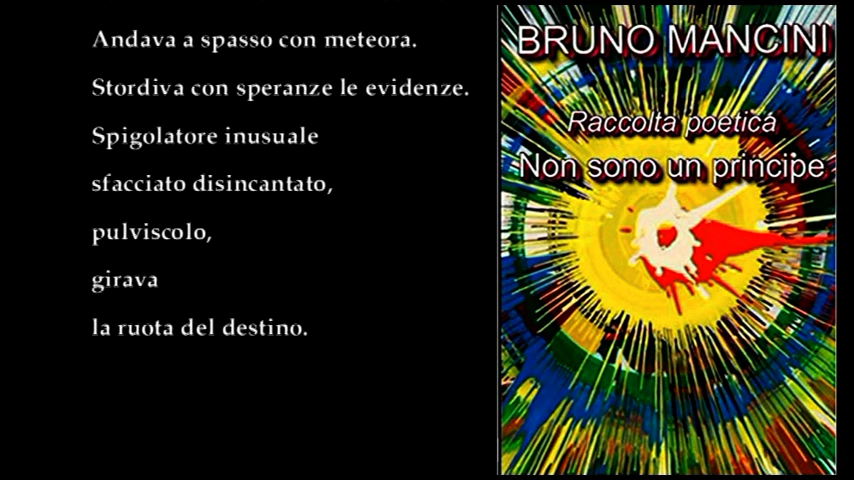 Andava a spasso con meteora.
Stordiva con speranze le evidenze.
Spigolatore inusuale
sfacciato disincantato,
pulviscolo,
girava
la ruota del destino.
BRUNO MANCINI
Raccolta poetica
Non sono un principe